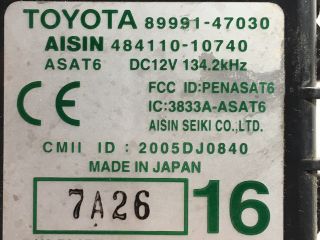 TOYOTA 89991-47030
AISIN 484110-10740
ASAT6 DC12V 134.2kHz
FCC ID:PENASAT6
CE IC:3833A-ASAT6
AISIN SEIKI CO.,LTD.
CMII ID : 2005DJ0840
MADE IN JAPAN
7A26 16